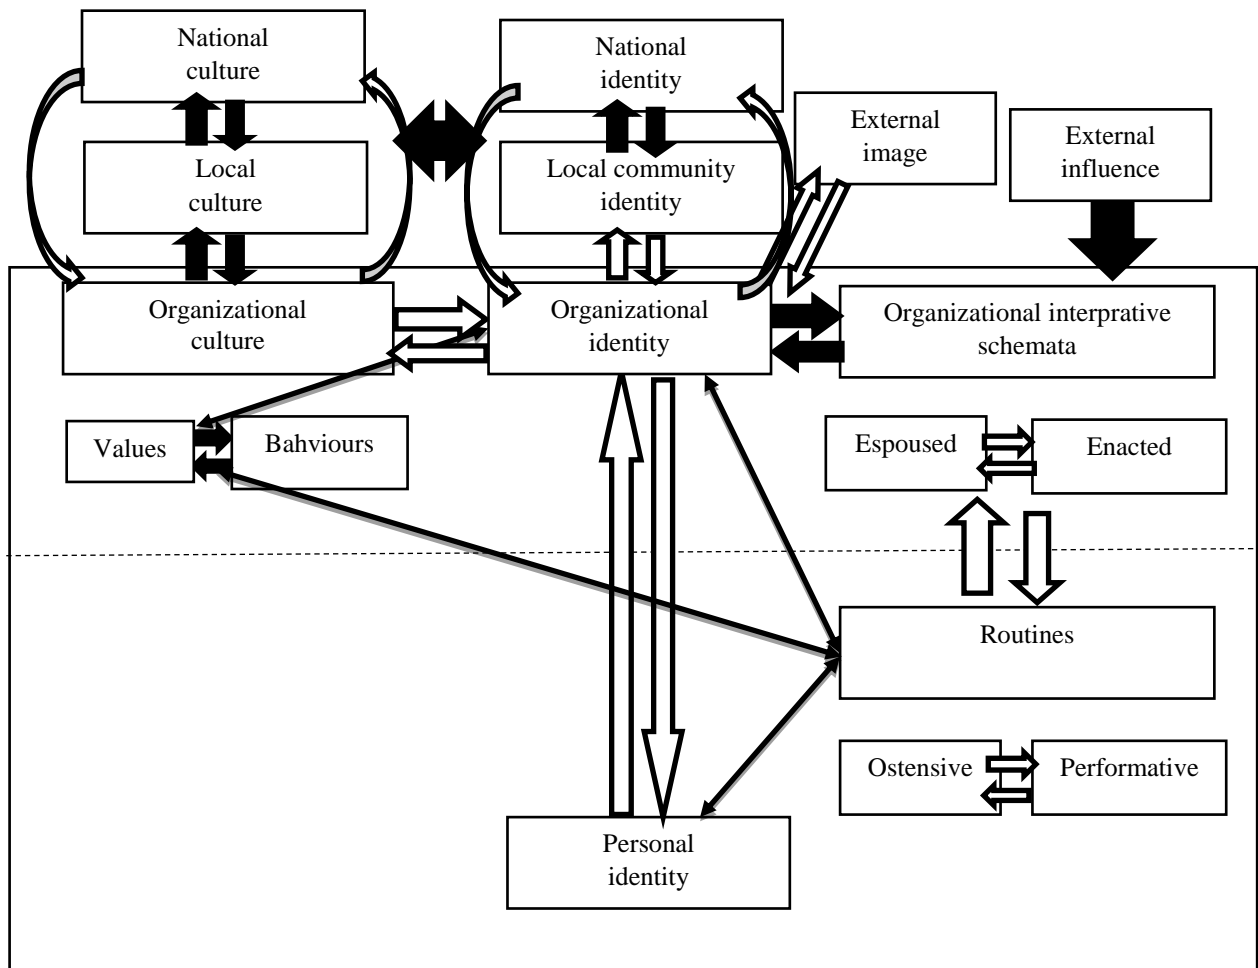 National
culture
National
identity
External
image
External
influence
Local
culture
Local community
identity
Organizational
culture
Organizational
identity
Organizational interprative
schemata
Values
Bahviours
Espoused
Enacted
Routines
Ostensive
Performative
Personal
identity